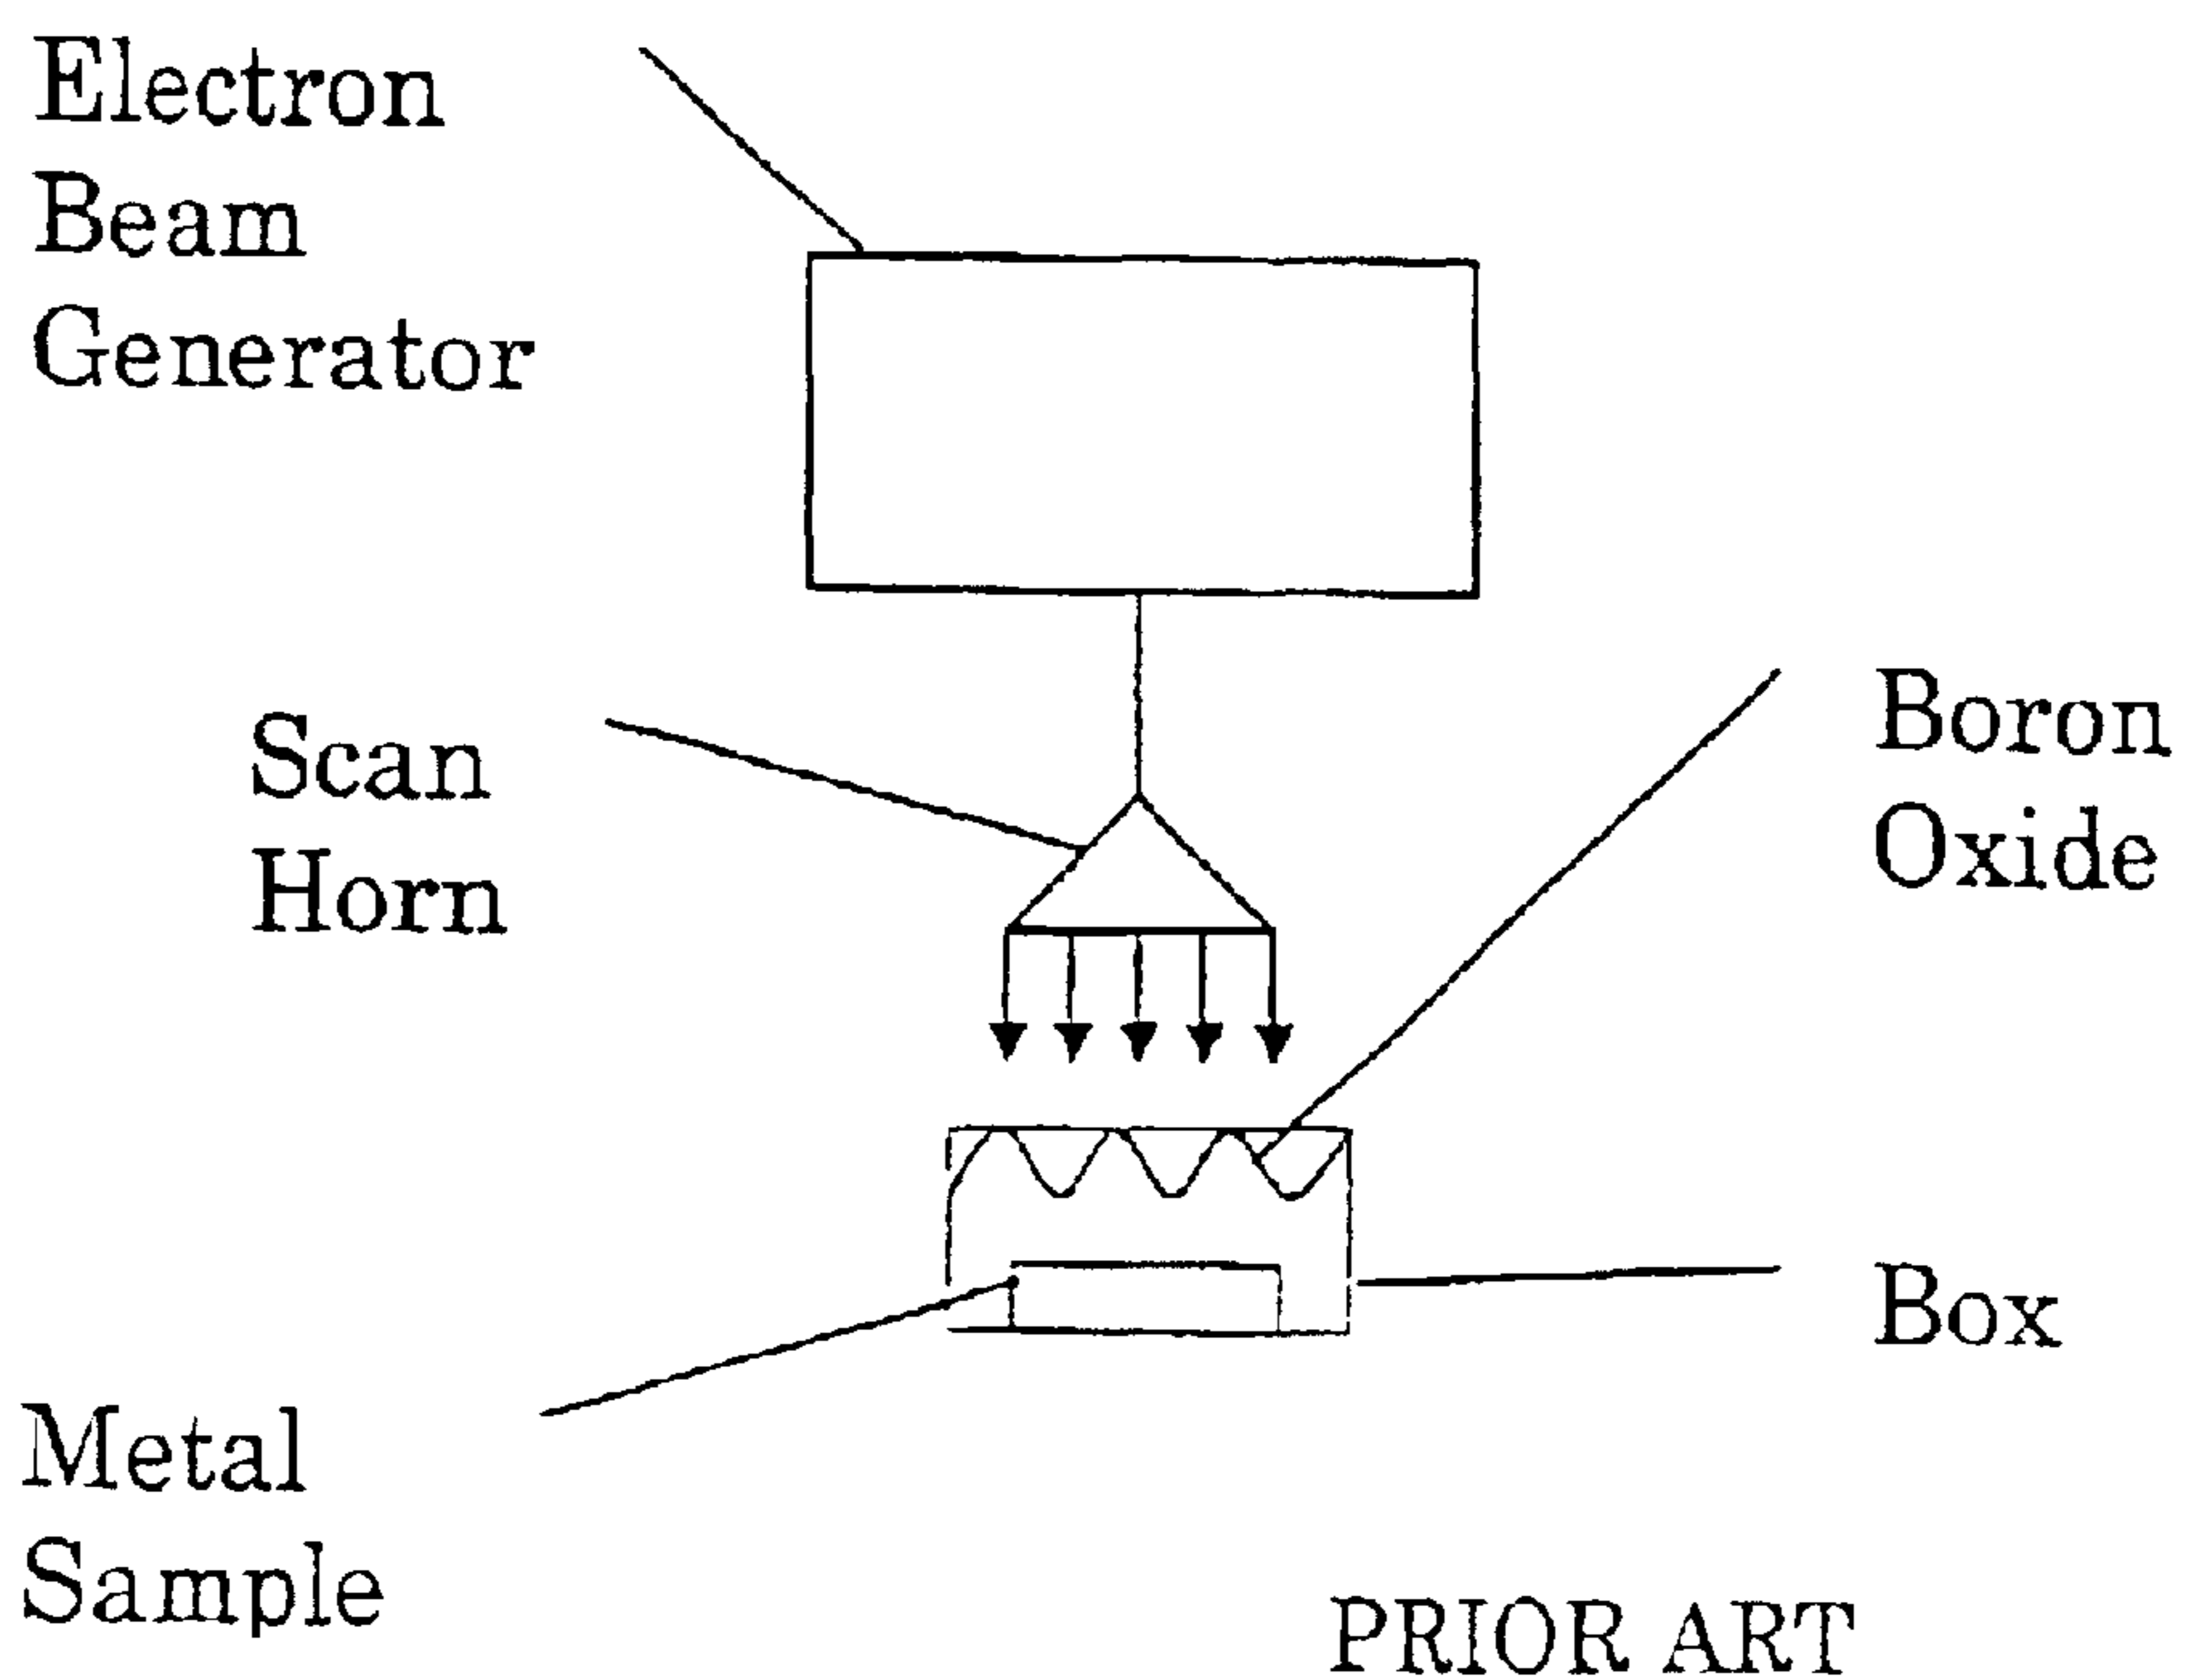 Electron
Beam
Generator
Scan
Horn
Boron
Oxide
Box
Metal
Sample
PRIOR ART